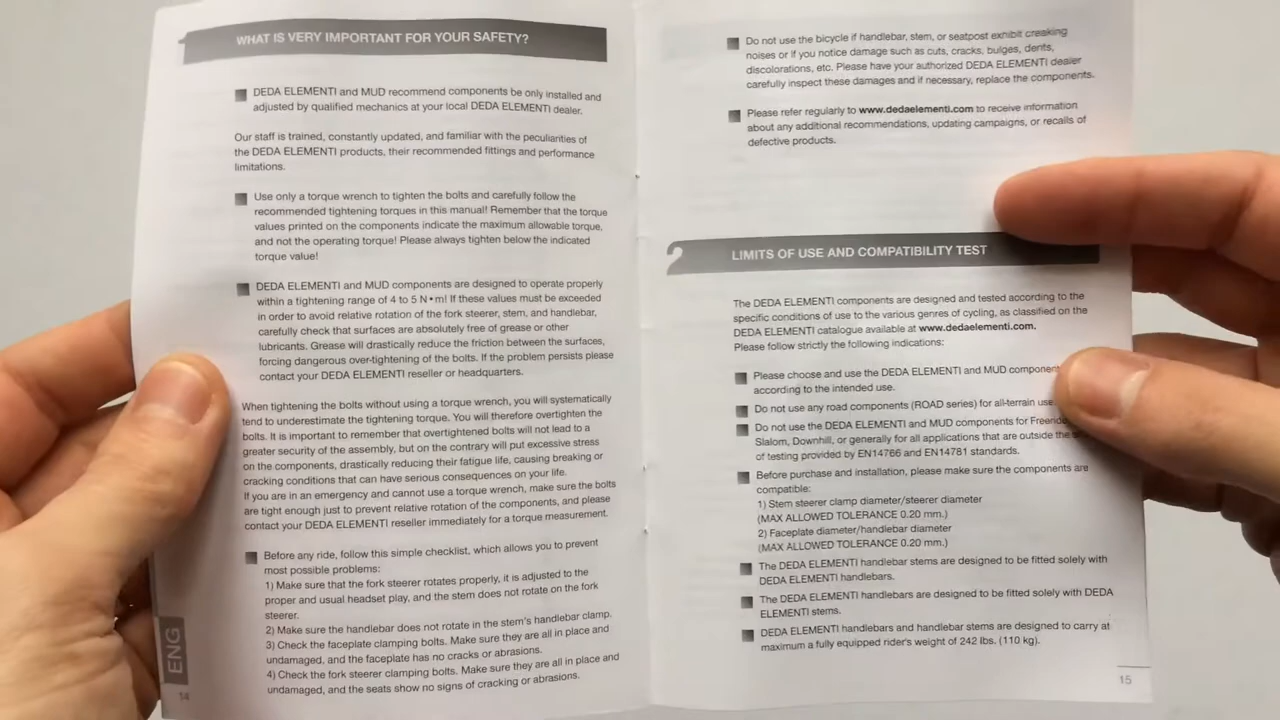 WHAT IS VERY IMPORTANT FOR YOUR SAFETY?
DEDA ELEMENTI and MUD recommend components be only installed and
adjusted by qualified mechanics at your local DEDA ELEMENTI dealer.
Our staff is trained, constantly updated, and familiar with the peculiarities of
the DEDA ELEMENTI products, their recommended fittings and performance
limitations.
Use only a torque wrench to tighten the bolts and carefully follow the
recommended tightening torques in this manual! Remember that the torque
values printed on the components indicate the maximum allowable torque,
and not the operating torque! Please always tighten below the indicated
torque value!
DEDA ELEMENTI and MUD components are designed to operate properly
within a tightening range of 4 to 5 N•m! If these values must be exceeded
in order to avoid relative rotation of the fork steerer, stem, and handlebar,
carefully check that surfaces are absolutely free of grease or other
lubricants. Grease will drastically reduce the friction between the surfaces,
forcing dangerous over-tightening of the bolts. If the problem persists please
contact your DEDA ELEMENTI reseller or headquarters.
When tightening the bolts without using a torque wrench, you will systematically
tend to underestimate the tightening torque. You will therefore overtighten the
bolts. It is important to remember that overtightened bolts will not lead to a
greater security of the assembly, but on the contrary will put excessive stress
on the components, drastically reducing their fatigue life, causing breaking or
cracking conditions that can have serious consequences on your life.
If you are in an emergency and cannot use a torque wrench, make sure the bolts
are tight enough just to prevent relative rotation of the components, and please
contact your DEDA ELEMENTI reseller immediately for a torque measurement.
Before any ride, follow this simple checklist, which allows you to prevent
most possible problems:
1) Make sure that the fork steerer rotates properly, it is adjusted to the
proper and usual headset play, and the stem does not rotate on the fork
steerer.
2) Make sure the handlebar does not rotate in the stem's handlebar clamp.
3) Check the faceplate clamping bolts. Make sure they are all in place and
undamaged, and the faceplate has no cracks or abrasions.
4) Check the fork steerer clamping bolts. Make sure they are all in place and
undamaged, and the seats show no signs of cracking or abrasions.
ENG
14
Do not use the bicycle if handlebar, stem, or seatpost exhibit creaking
noises or if you notice damage such as cuts, cracks, bulges, dents,
discolorations, etc. Please have your authorized DEDA ELEMENTI dealer
carefully inspect these damages and if necessary, replace the components.
Please refer regularly to www.dedaelementi.com to receive information
about any additional recommendations, updating campaigns, or recalls of
defective products.
2 LIMITS OF USE AND COMPATIBILITY TEST
The DEDA ELEMENTI components are designed and tested according to the
specific conditions of use to the various genres of cycling, as classified on the
DEDA ELEMENTI catalogue available at www.dedaelementi.com.
Please follow strictly the following indications:
Please choose and use the DEDA ELEMENTI and MUD
according to the intended use.
Do not use any road components (ROAD series) for all-terrain use
Do not use the DEDA ELEMENTI and MUD components for
Slalom, Downhill, or generally for all applications that are outside the
of testing provided by EN14766 and EN14781 standards.
Before purchase and installation, please make sure the components are
compatible:
1) Stem steerer clamp diameter/steerer diameter
(MAX ALLOWED TOLERANCE 0.20 mm.)
2) Faceplate diameter/handlebar diameter
(MAX ALLOWED TOLERANCE 0.20 mm.)
The DEDA ELEMENTI handlebar stems are designed to be fitted solely with
DEDA ELEMENTI handlebars.
The DEDA ELEMENTI handlebars are designed to be fitted solely with DEDA
ELEMENTI stems.
DEDA ELEMENTI handlebars and handlebar stems are designed to carry at
maximum a fully equipped rider's weight of 242 lbs. (110 kg).
15